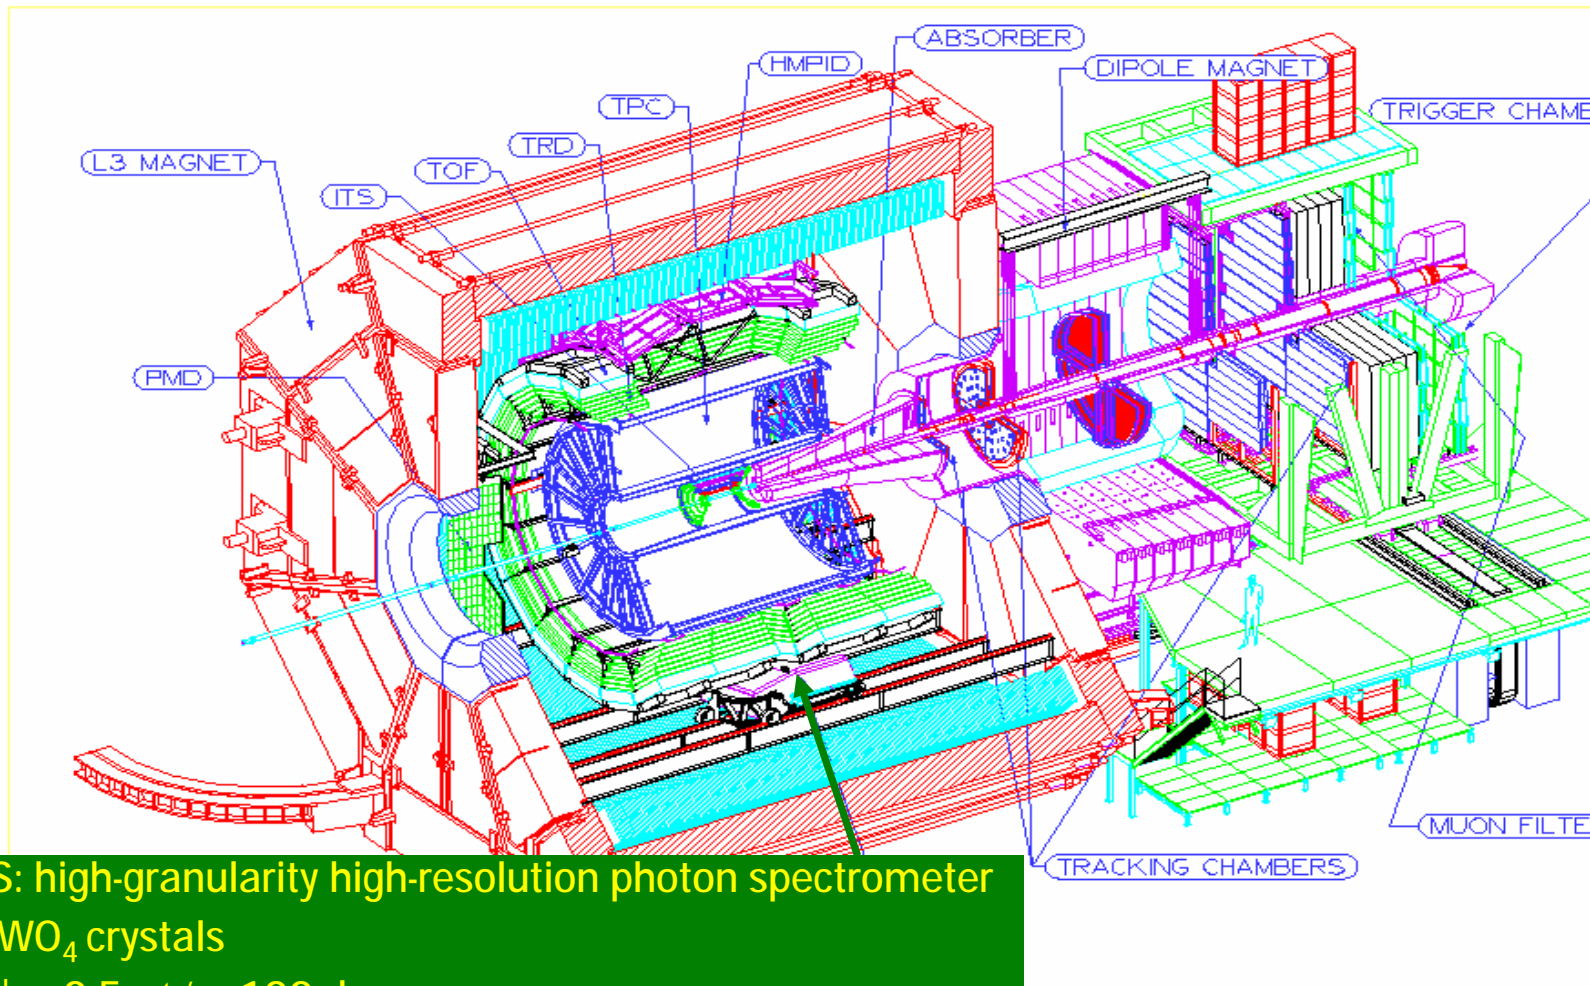 ABSORBER
HMPID
DIPOLE MAGNET
TPC
TRIGGER CHAMBE
TRD
L3 MAGNET
TOF
ITS
PMD
MUON FILTE
TRACKING CHAMBERS
S: high-granularity high-resolution photon spectrometer
WO₄ crystals